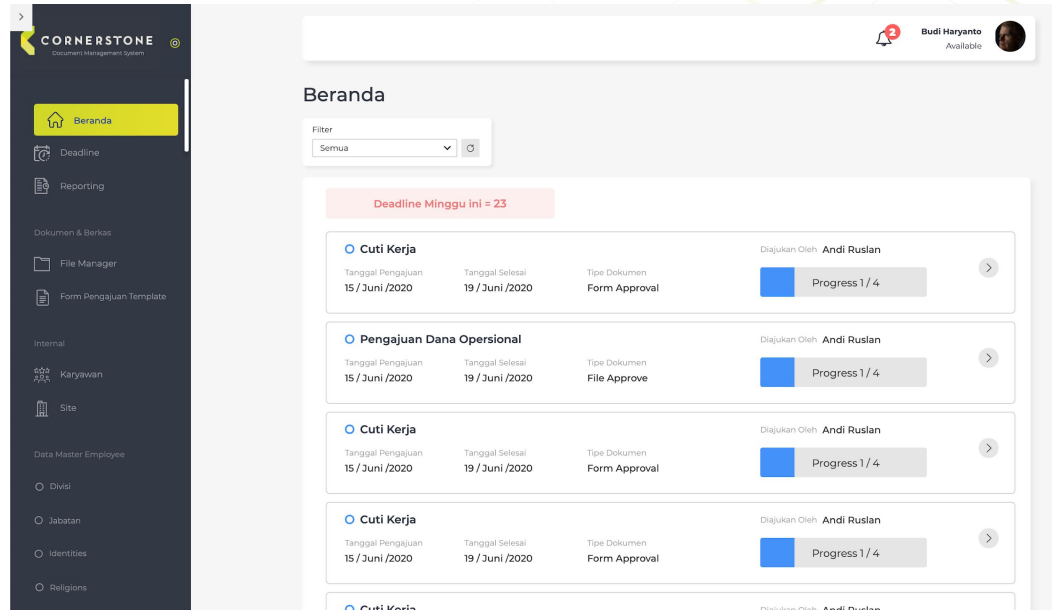 CORNERSTONE
Document Management System
Beranda
Deadline
Reporting
Dokumen & Berkas
File Manager
Form Pengajuan Template
Internal
Karyawan
Site
Data Master Employee
Divisi
Jabatan
Identities
Religions
2
Budi Haryanto
Available
Beranda
Filter
Semua
Deadline Minggu ini = 23
Cuti Kerja
Diajukan Oleh Andi Ruslan
Tanggal Pengajuan Tanggal Selesai Tipe Dokumen
15 / Juni /2020 19 / Juni /2020 Form Approval
Progress 1 / 4
Pengajuan Dana Opersional
Diajukan Oleh Andi Ruslan
Tanggal Pengajuan Tanggal Selesai Tipe Dokumen
15 / Juni /2020 19 / Juni /2020 File Approve
Progress 1 / 4
Cuti Kerja
Diajukan Oleh Andi Ruslan
Tanggal Pengajuan Tanggal Selesai Tipe Dokumen
15 / Juni /2020 19 / Juni /2020 Form Approval
Progress 1 / 4
Cuti Kerja
Diajukan Oleh Andi Ruslan
Tanggal Pengajuan Tanggal Selesai Tipe Dokumen
15 / Juni /2020 19 / Juni /2020 Form Approval
Progress 1 / 4
Cuti Kerja
Diajukan Oleh Andi Ruslan